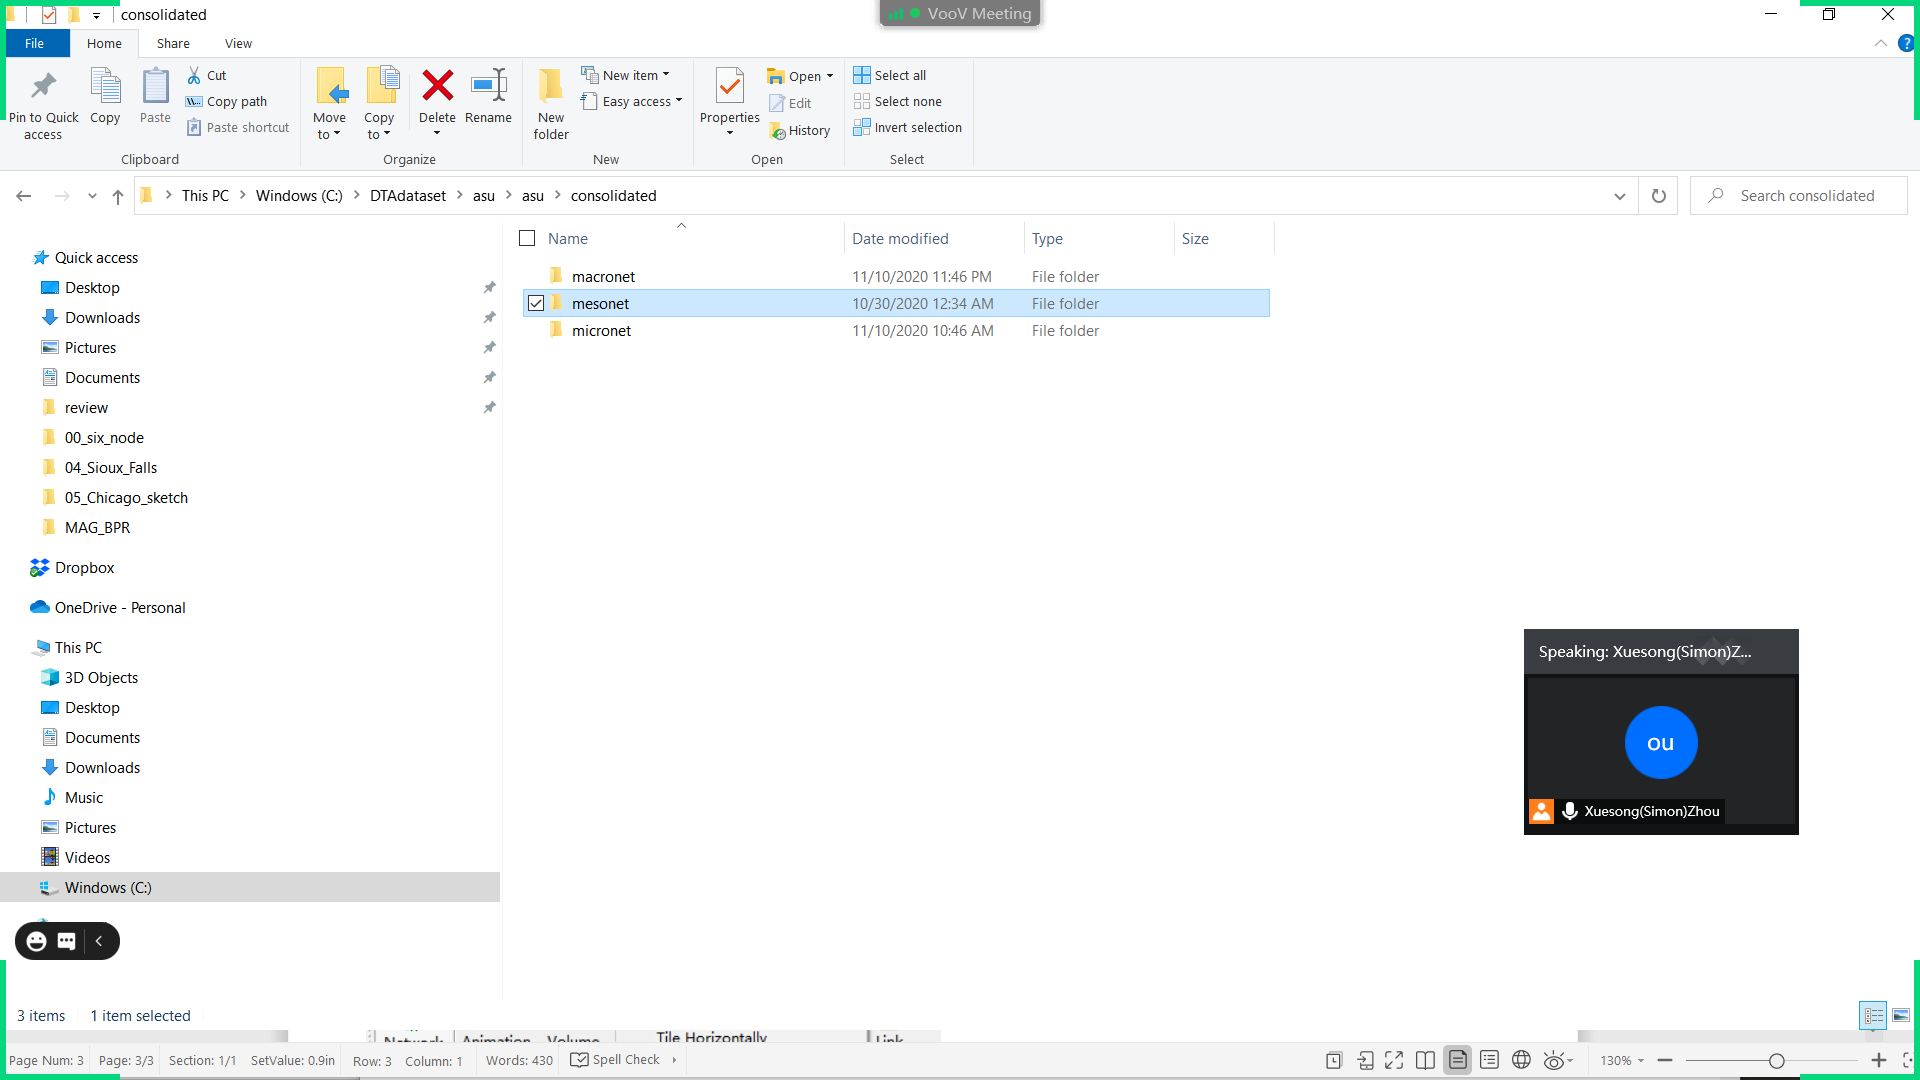 consolidated
VooV Meeting
File
Home
Share
View
?
Pin to Quick access
Copy
Paste
Cut
Copy path
Paste shortcut
Clipboard
Move to
Copy to
Delete
Rename
Organize
New folder
New item
Easy access
New
Properties
Open
Edit
History
Open
Select all
Select none
Invert selection
Select
This PC
Windows (C:)
DTAdataset
asu
asu
consolidated
Search consolidated
Name
Date modified
Type
Size
macronet 11/10/2020 11:46 PM File folder
mesonet 10/30/2020 12:34 AM File folder
micronet 11/10/2020 10:46 AM File folder
Quick access
Desktop
Downloads
Pictures
Documents
review
00_six_node
04_Sioux_Falls
05_Chicago_sketch
MAG_BPR
Dropbox
OneDrive - Personal
This PC
3D Objects
Desktop
Documents
Downloads
Music
Pictures
Videos
Windows (C:)
Speaking: Xuesong(Simon)Z...
ou
Xuesong(Simon)Zhou
3 items
1 item selected
Network
Animation
Volume
Tile Horizontally
Link
Page Num: 3
Page: 3/3
Section: 1/1
SetValue: 0.9in
Row: 3
Column: 1
Words: 430
Spell Check
130%